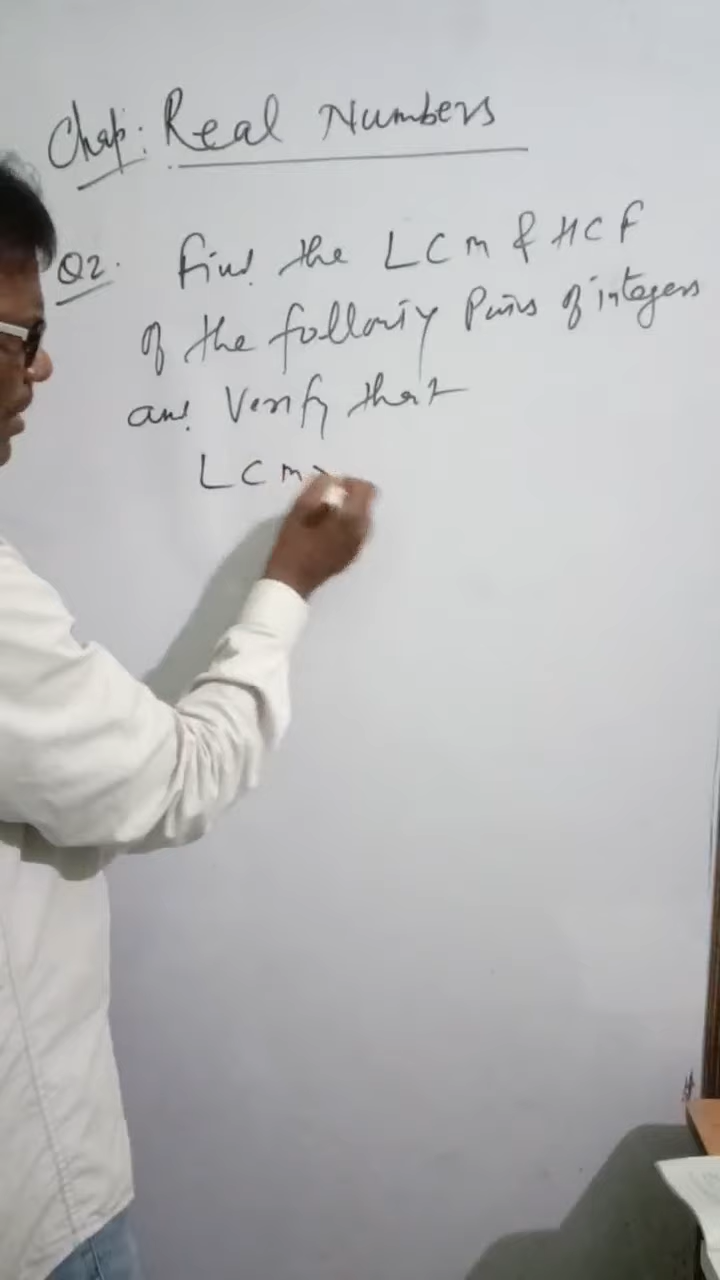 Chap: Real Numbers
Q2. Find the LCM & HCF
of the following Pairs of integers
and Verify that
LCM ×